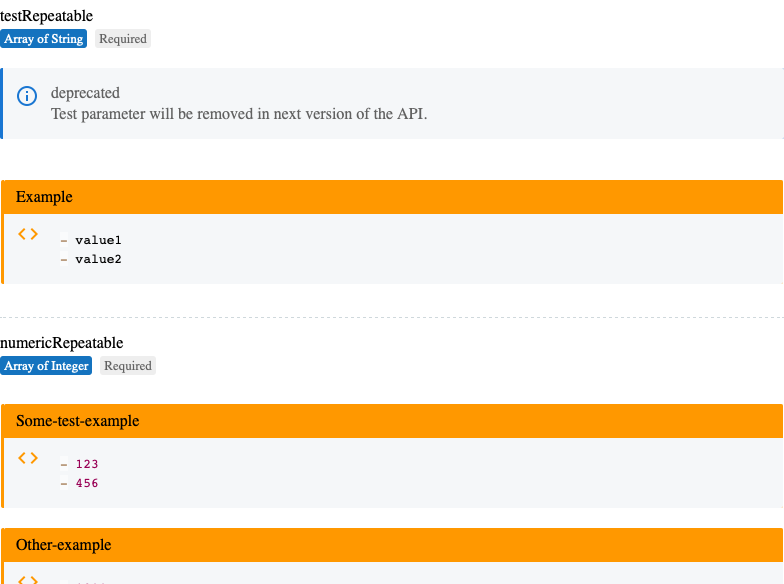 testRepeatable
Array of String Required
deprecated
Test parameter will be removed in next version of the API.
Example
- value1
- value2
numericRepeatable
Array of Integer Required
Some-test-example
- 123
- 456
Other-example